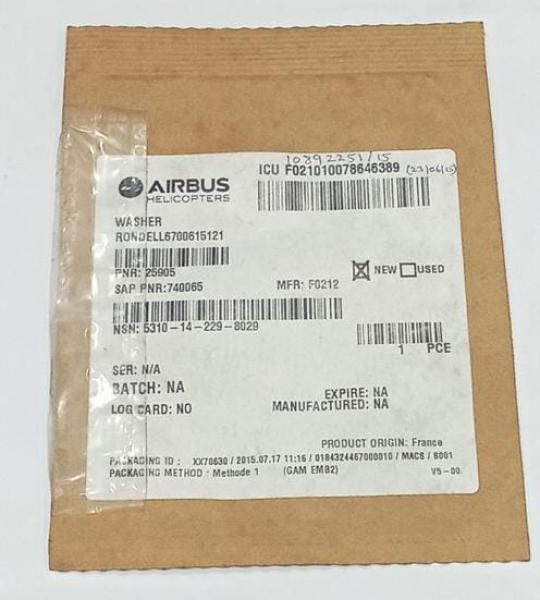 10892251/15
ICU F021010078646389 (22/06/15)
AIRBUS
HELICOPTERS
WASHER
RONDELL6700615121
PNR: 25905
NEW USED
SAP PNR:740065 MFR: F0212
NSN: 5310-14-229-8029
1 PCE
SER: N/A
BATCH: NA
EXPIRE: NA
LOG CARD: NO
MANUFACTURED: NA
PRODUCT ORIGIN: France
PACKAGING ID : XX70630 / 2015.07.17 11:16 / 0184324467000010 / MACS / S001
PACKAGING METHOD : Methode 1 (GAM EMB2) V5-00